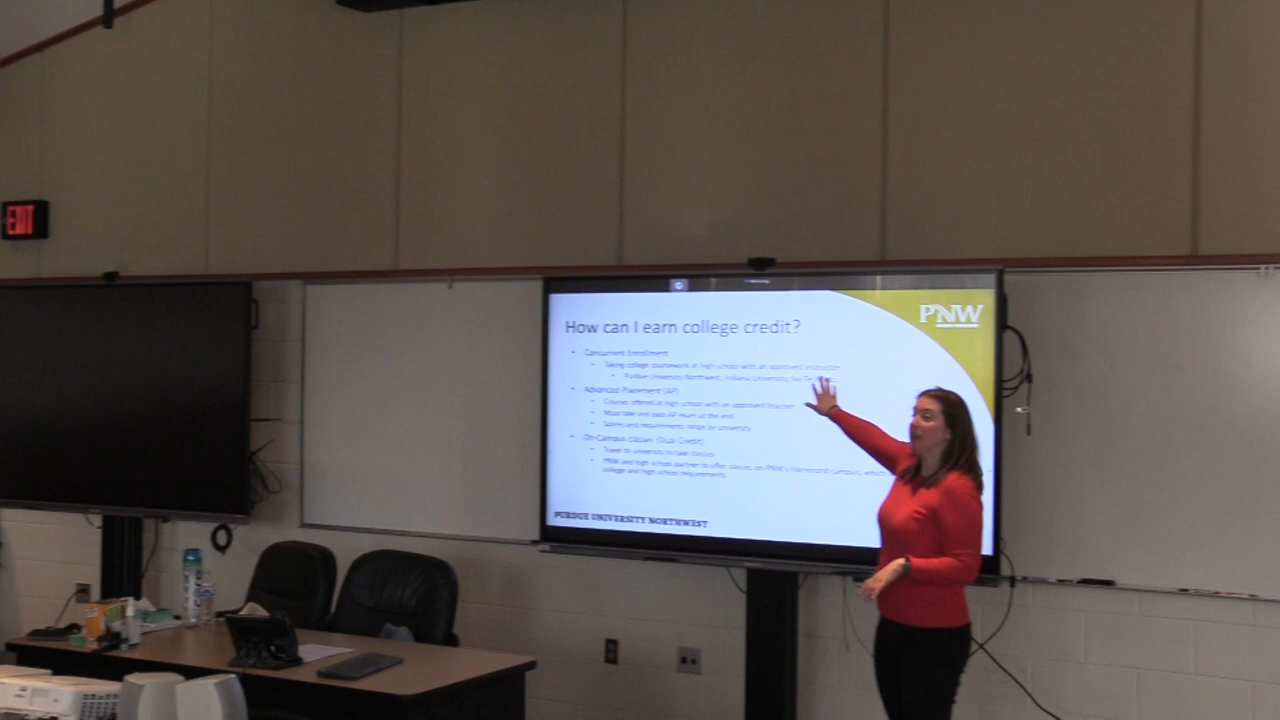 EXIT
PNW
How can I earn college credit?
• Concurrent Enrollment
• Taking college coursework at high school with an approved instructor
• Purdue University Northwest, Indiana University, Ivy
• Advanced Placement (AP)
• Courses offered at high school with an approved teacher
• Must take and pass AP exam at the end
• Scores and requirements range by university
• On-Campus classes (Dual Credit)
• Travel to university to take classes
• PNW and high school partner to offer classes on PNW's Hammond campus, which
college and high school requirements
PURDUE UNIVERSITY NORTHWEST